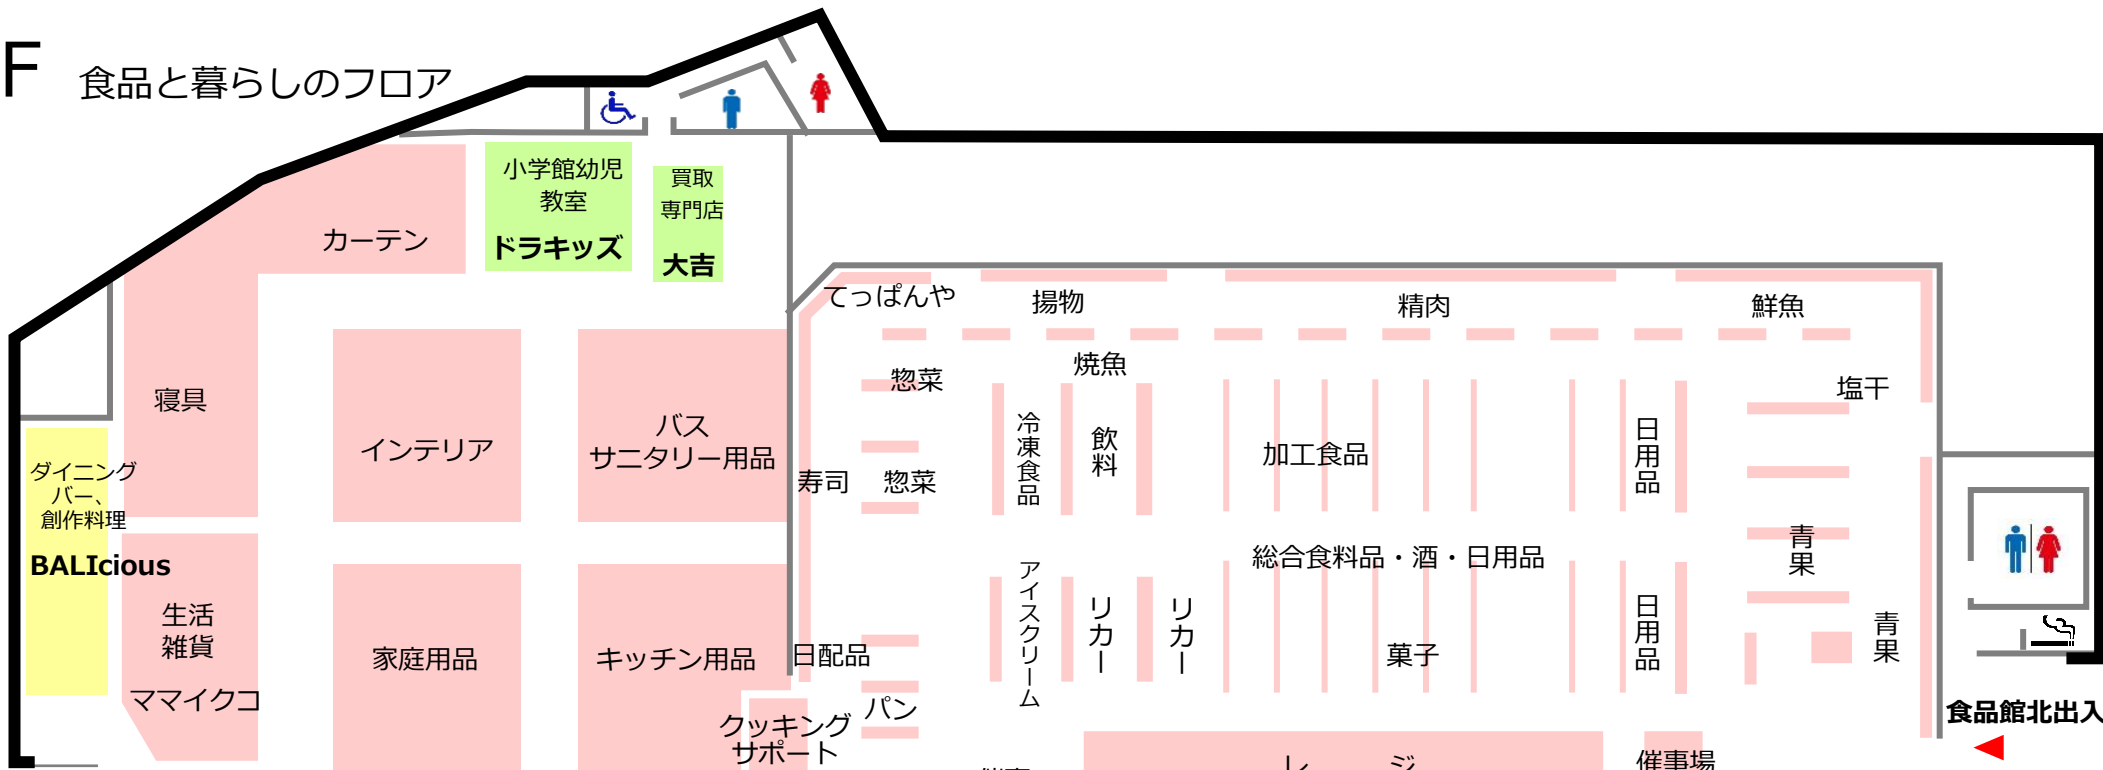 F 食品と暮らしのフロア
小学館幼児
教室
ドラキッズ
買取
専門店
大吉
カーテン
てっぱんや
揚物
精肉
鮮魚
焼魚
惣菜
塩干
寝具
インテリア
バス
サニタリー用品
寿司
惣菜
冷凍食品
飲料
加工食品
日用品
ダイニング
バー、
創作料理
BALIcious
総合食料品・酒・日用品
青果
生活
雑貨
ママイクコ
家庭用品
キッチン用品
日配品
アイスクリーム
リカー
リカー
菓子
日用品
青果
クッキング
サポート
パン
食品館北出入
レ ジ
催事場